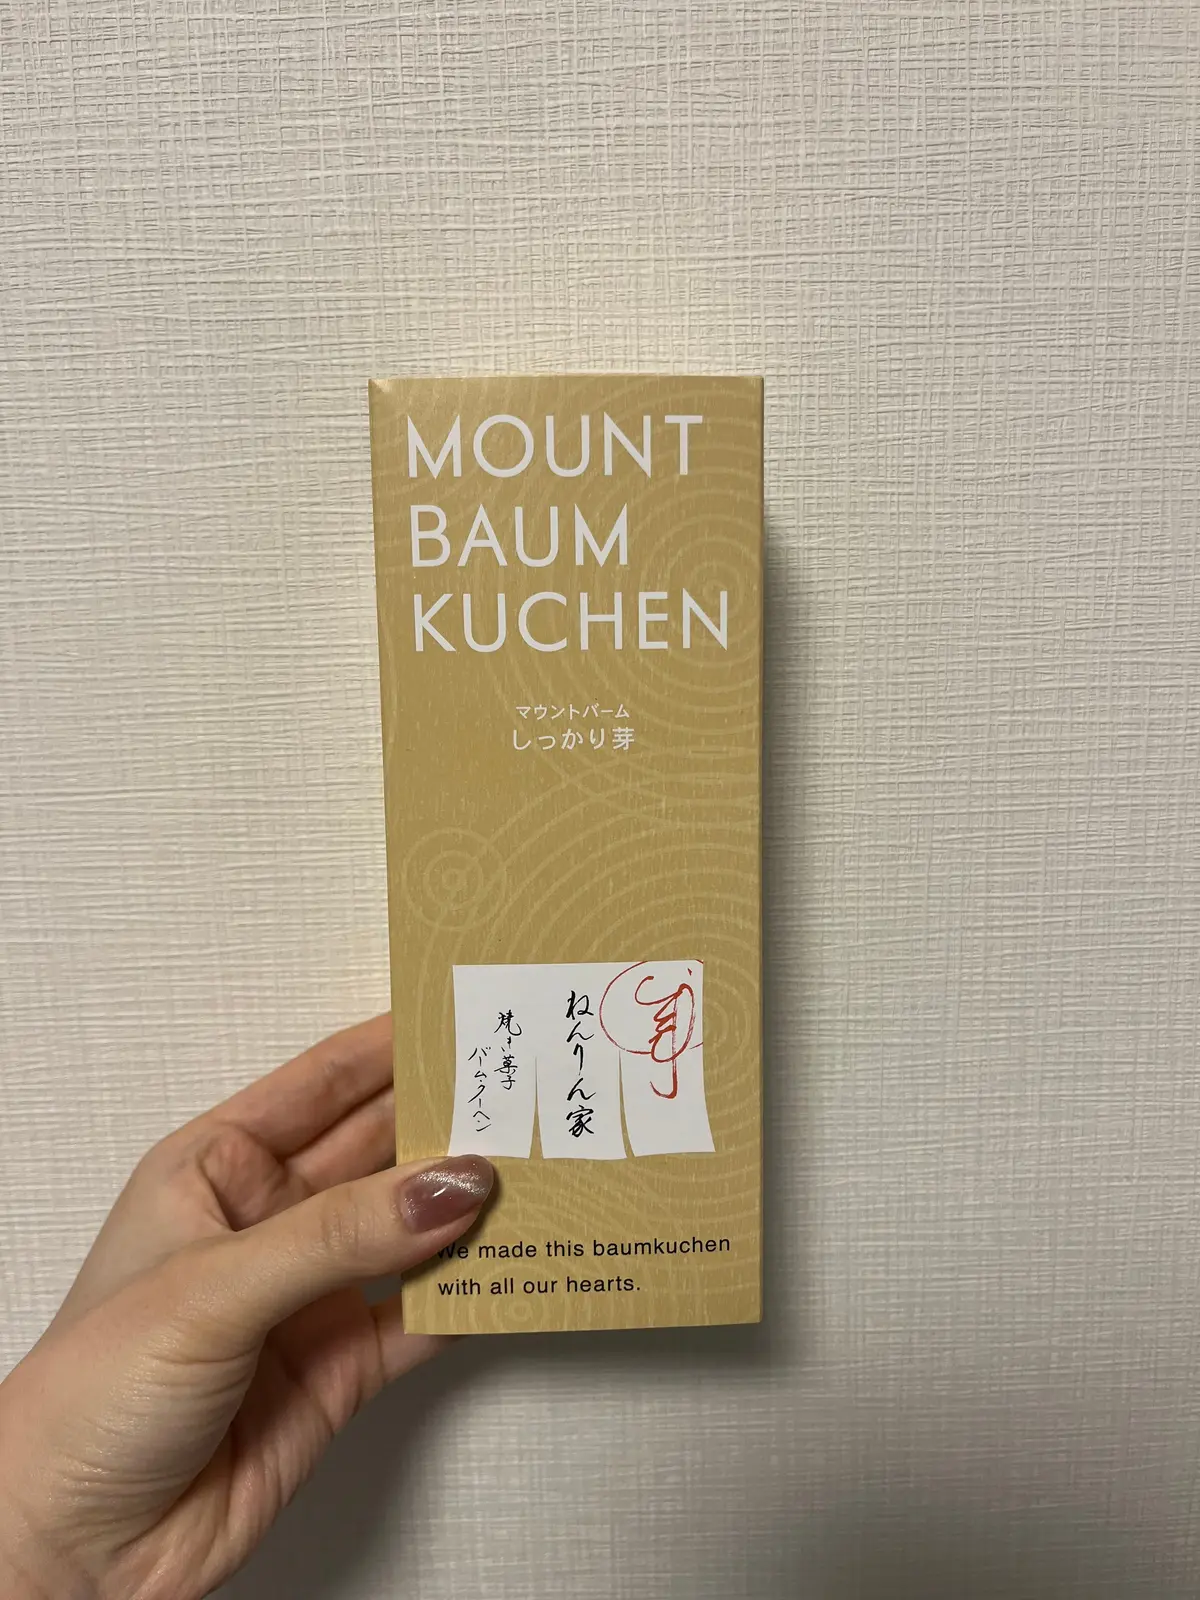 MOUNT
BAUM
KUCHEN
マウントバーム
しっかり芽
芽
ねんりん家
焼き菓子
バーム・クーヘン
We made this baumkuchen
with all our hearts.